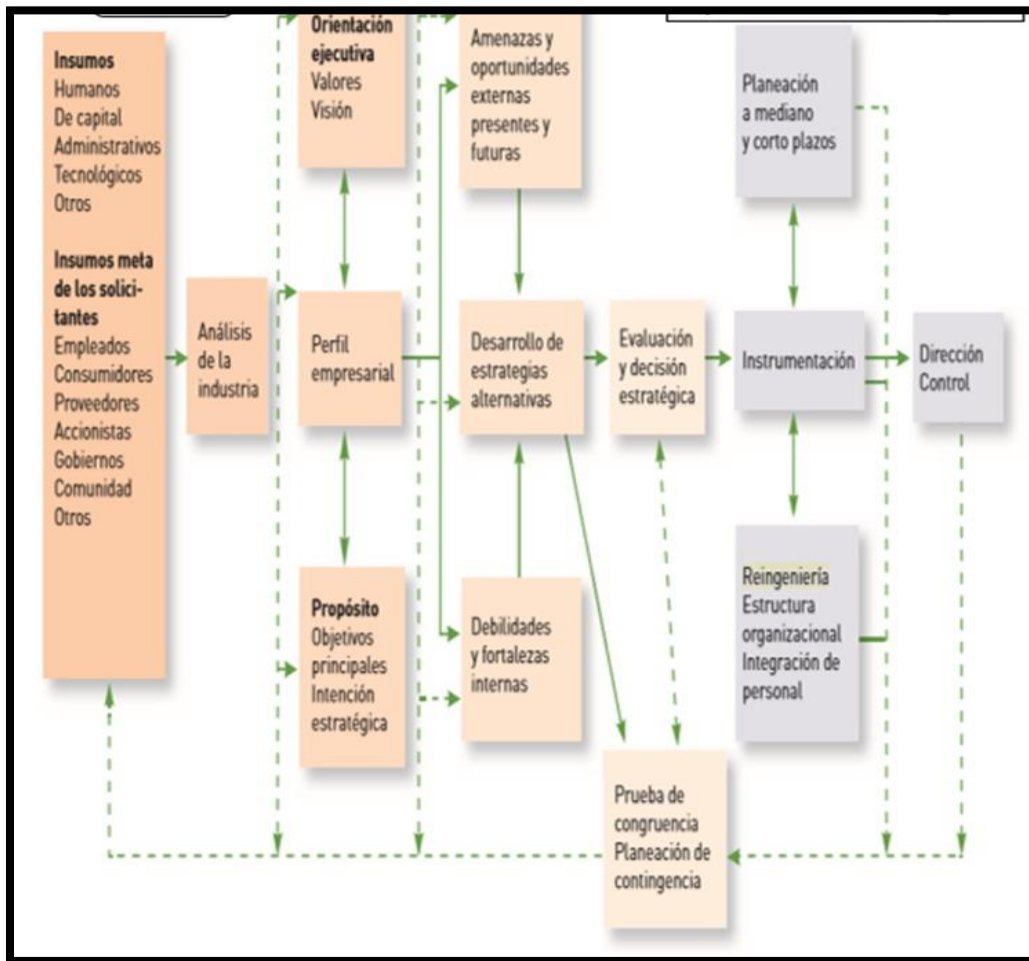 Insumos
Humanos
De capital
Administrativos
Tecnológicos
Otros
Insumos meta
de los solici-
tantes
Empleados
Consumidores
Proveedores
Accionistas
Gobiernos
Comunidad
Otros
Análisis
de la
industria
Orientación
ejecutiva
Valores
Visión
Perfil
empresarial
Propósito
Objetivos
principales
Intención
estratégica
Amenazas y
oportunidades
externas
presentes y
futuras
Desarrollo de
estrategias
alternativas
Debilidades
y fortalezas
internas
Evaluación
y decisión
estratégica
Prueba de
congruencia
Planeación de
contingencia
Planeación
a mediano
y corto plazos
Instrumentación
Reingeniería
Estructura
organizacional
Integración de
personal
Dirección
Control